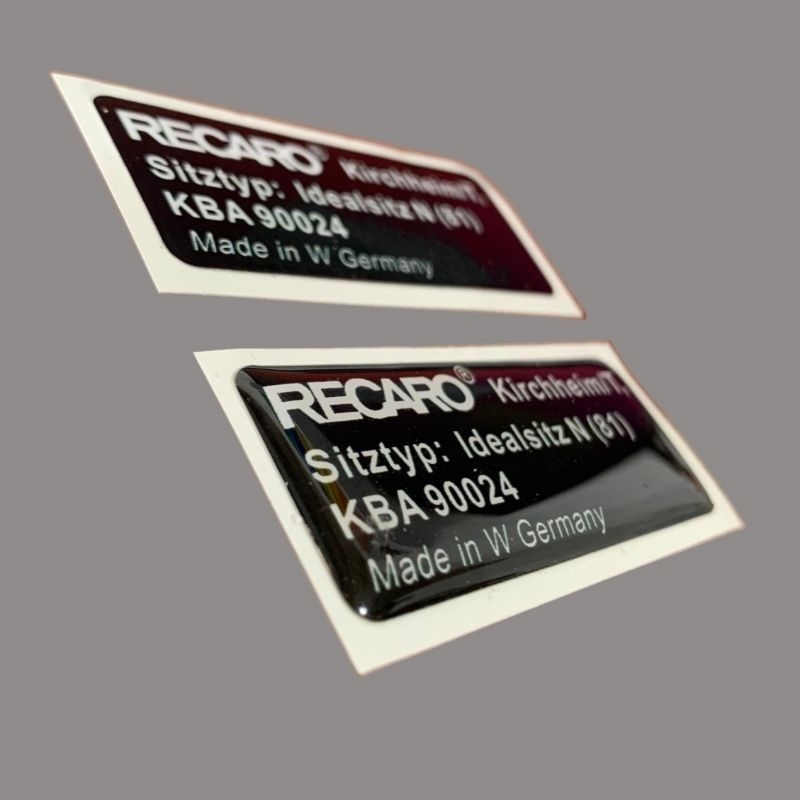 RECARO® Kirchheim/T.
Sitztyp: Idealsitz N (81)
KBA 90024
Made in W Germany
RECARO® Kirchheim/T.
Sitztyp: Idealsitz N (81)
KBA 90024
Made in W Germany